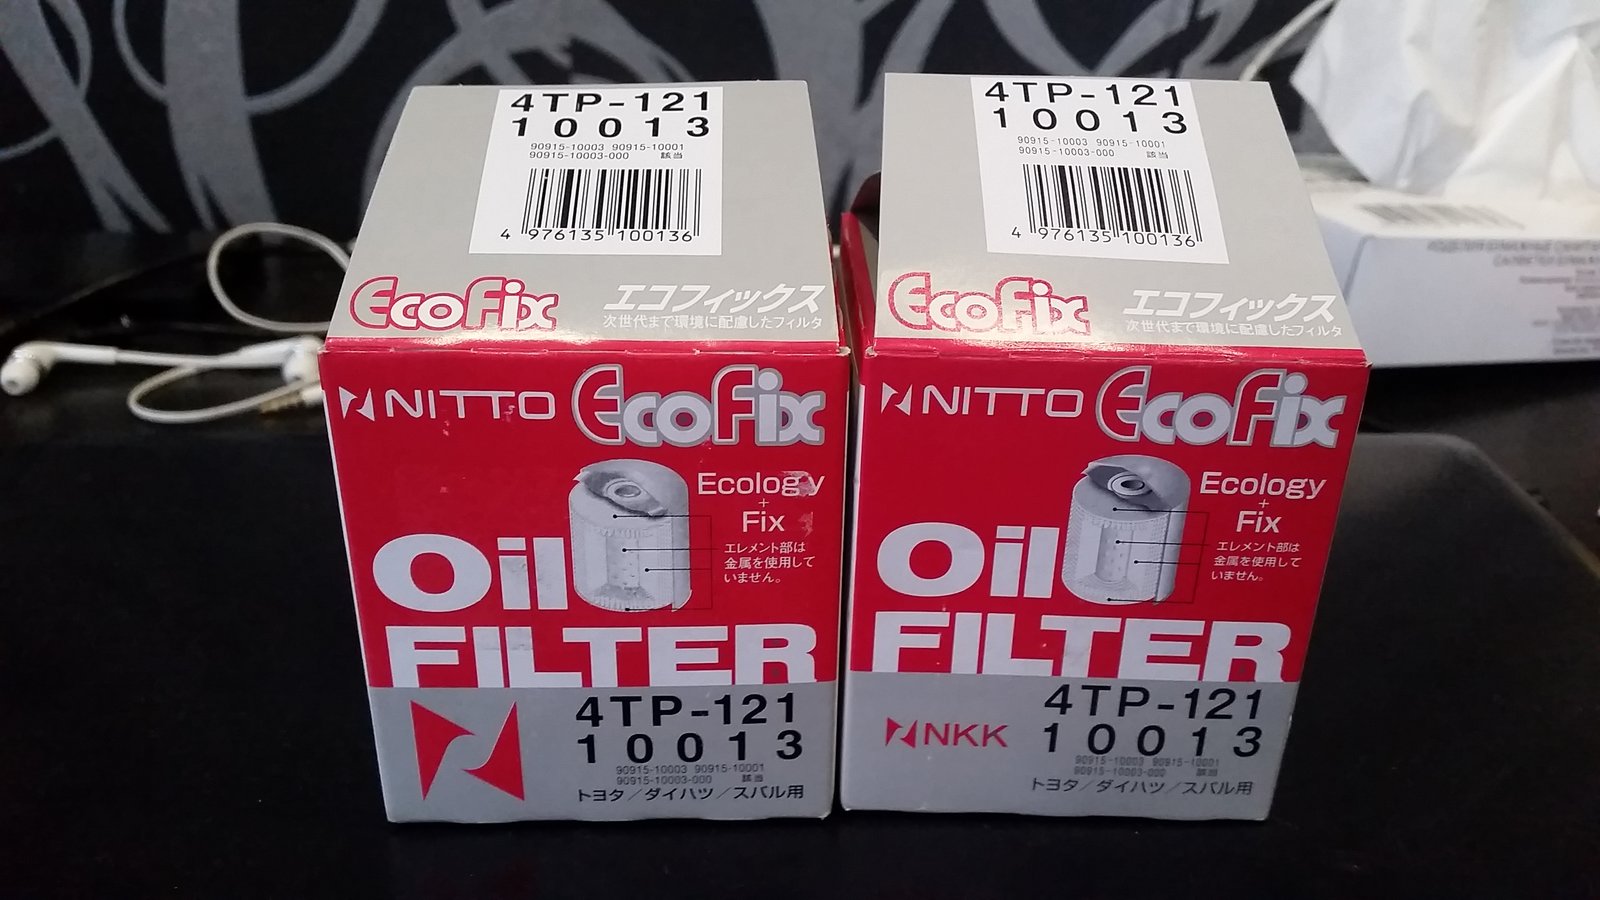 4TP-121
10013
90915-10003 90915-10001
90915-10003-000 該当
4 976135 100136
EcoFix
エコフィックス
次世代まで環境に配慮したフィルタ
NITTO EcoFix
Ecology
+
Fix
エレメント部は
金属を使用して
いません。
Oil
FILTER
4TP-121
10013
90915-10003 90915-10001
90915-10003-000 該当
トヨタ/ダイハツ/スバル用
4TP-121
10013
90915-10003 90915-10001
90915-10003-000 該当
4 976135 100136
EcoFix
エコフィックス
次世代まで環境に配慮したフィルタ
NITTO EcoFix
Ecology
+
Fix
エレメント部は
金属を使用して
いません。
Oil
FILTER
NKK
4TP-121
10013
90915-10003 90915-10001
90915-10003-000 該当
トヨタ/ダイハツ/スバル用